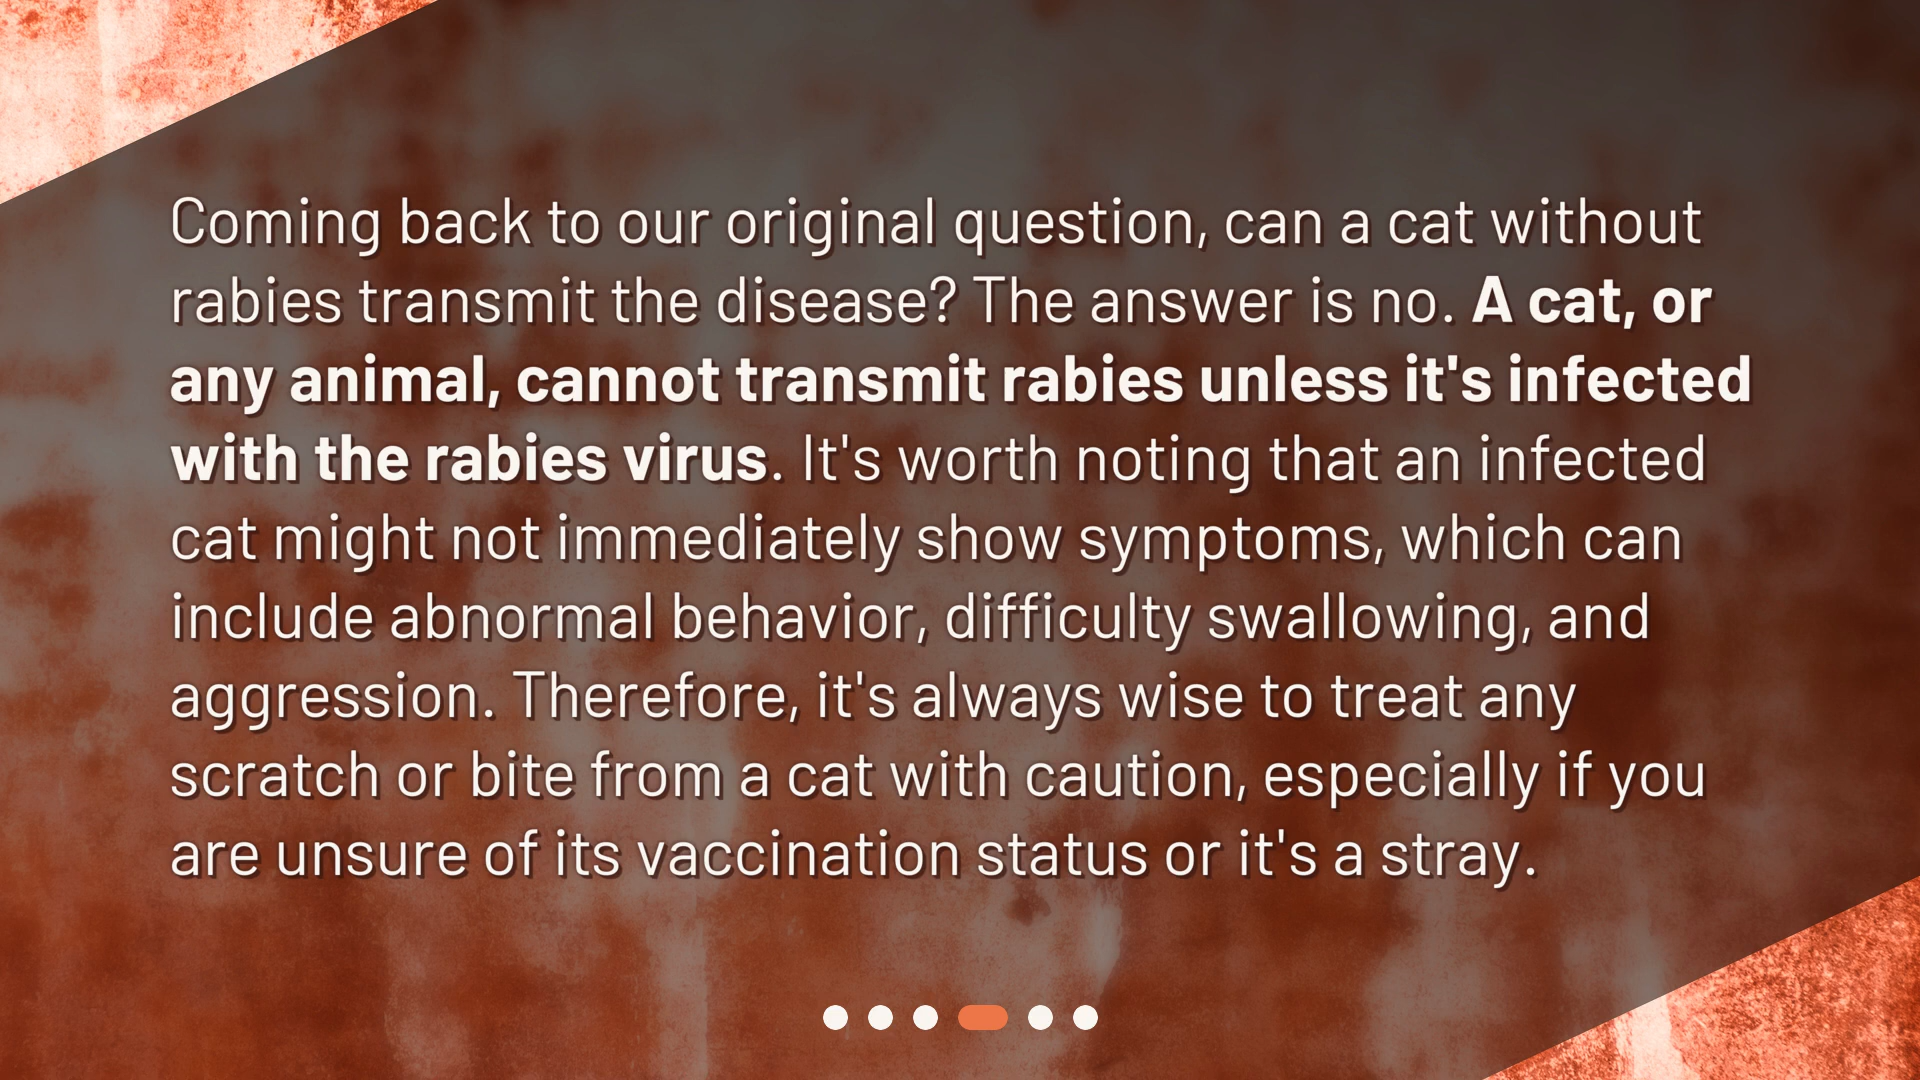 Coming back to our original question, can a cat without
rabies transmit the disease? The answer is no. A cat, or
any animal, cannot transmit rabies unless it's infected
with the rabies virus. It's worth noting that an infected
cat might not immediately show symptoms, which can
include abnormal behavior, difficulty swallowing, and
aggression. Therefore, it's always wise to treat any
scratch or bite from a cat with caution, especially if you
are unsure of its vaccination status or it's a stray.